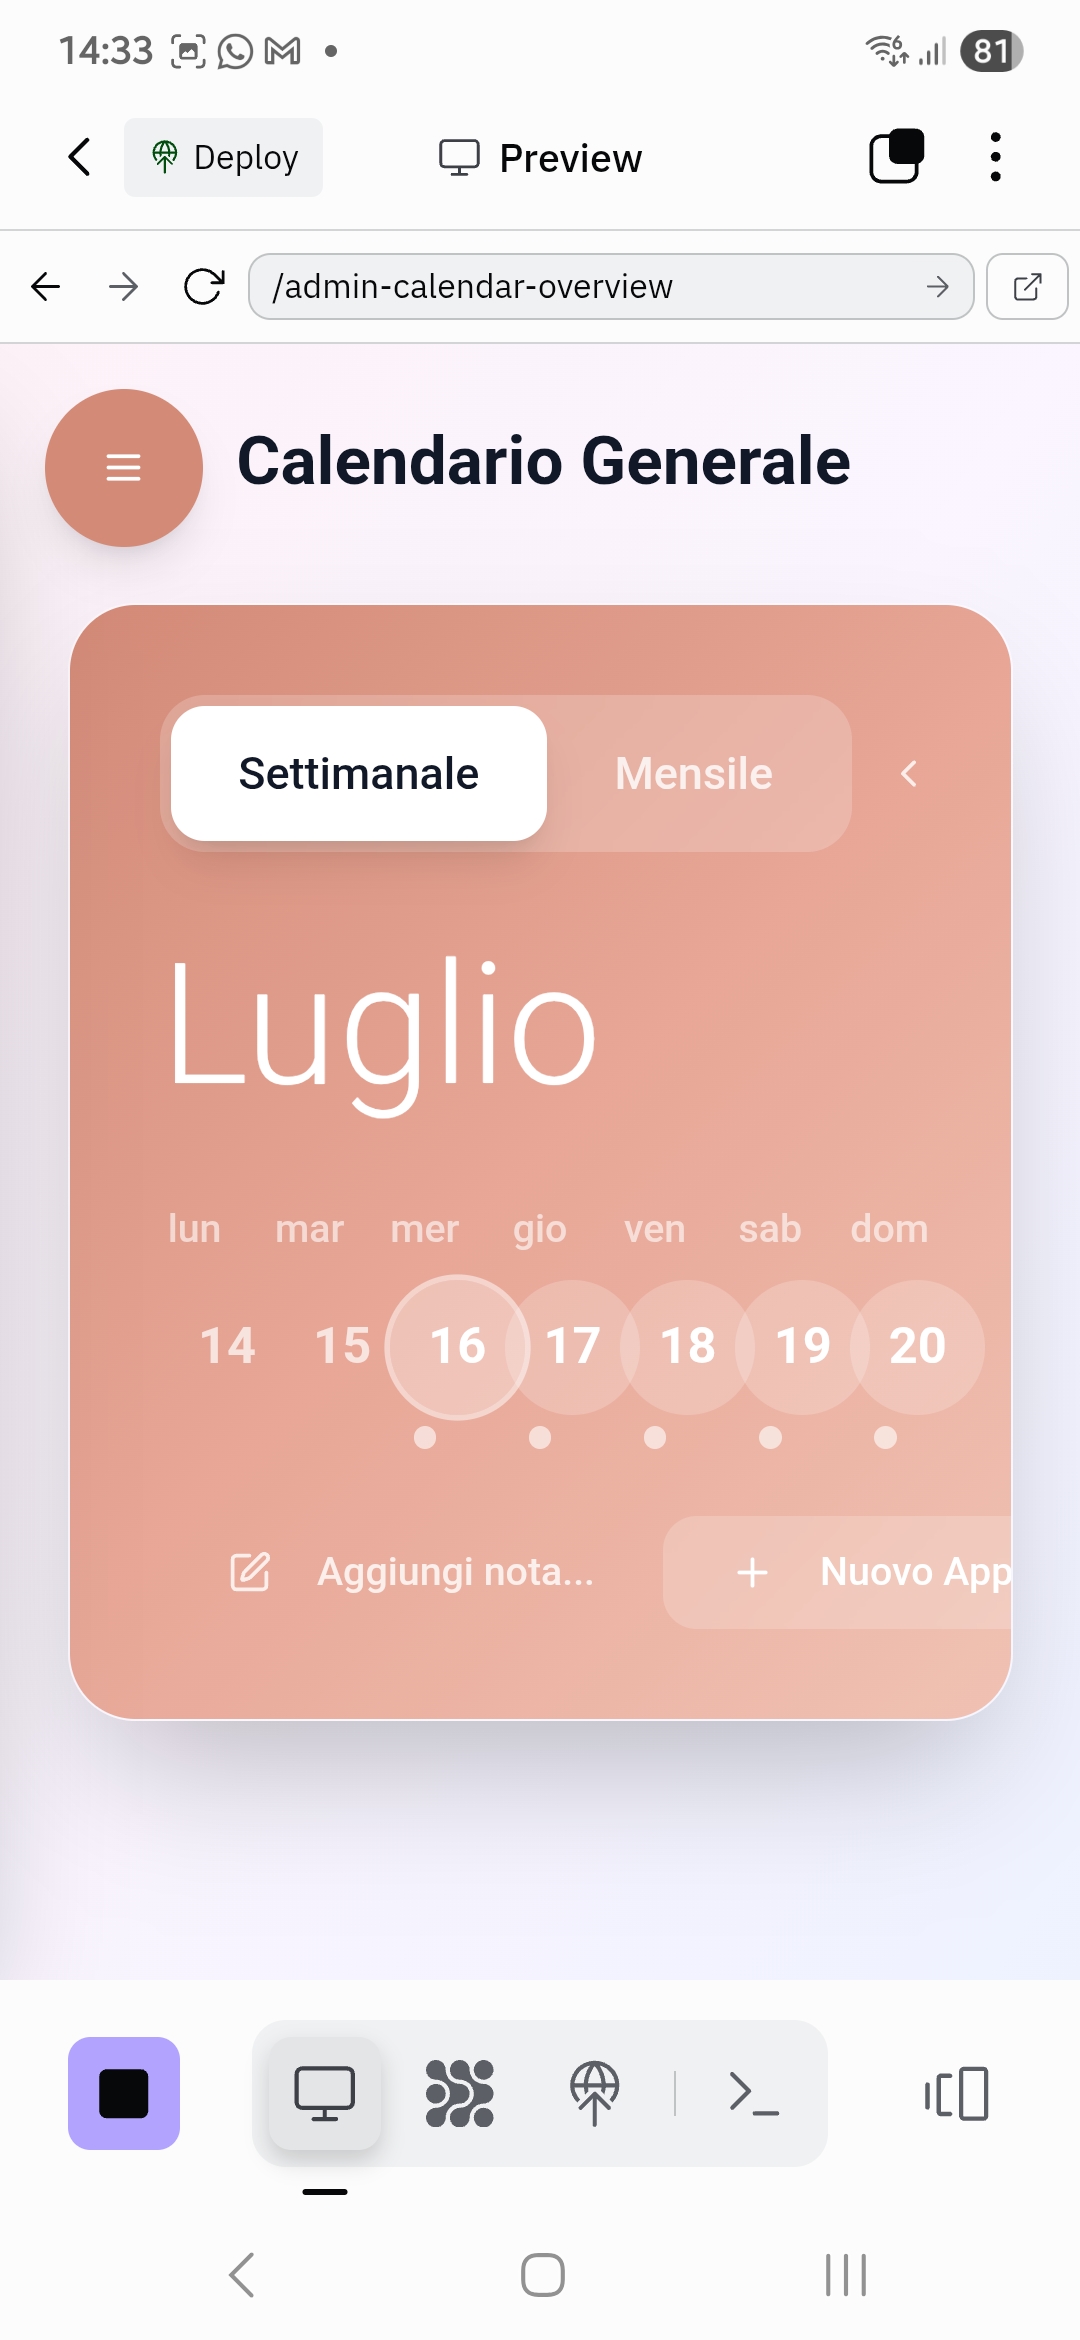 14:33
6
81
Deploy
Preview
/admin-calendar-overview
Calendario Generale
Settimanale
Mensile
Luglio
lun mar mer gio ven sab dom
14 15 16 17 18 19 20
Aggiungi nota...
Nuovo App